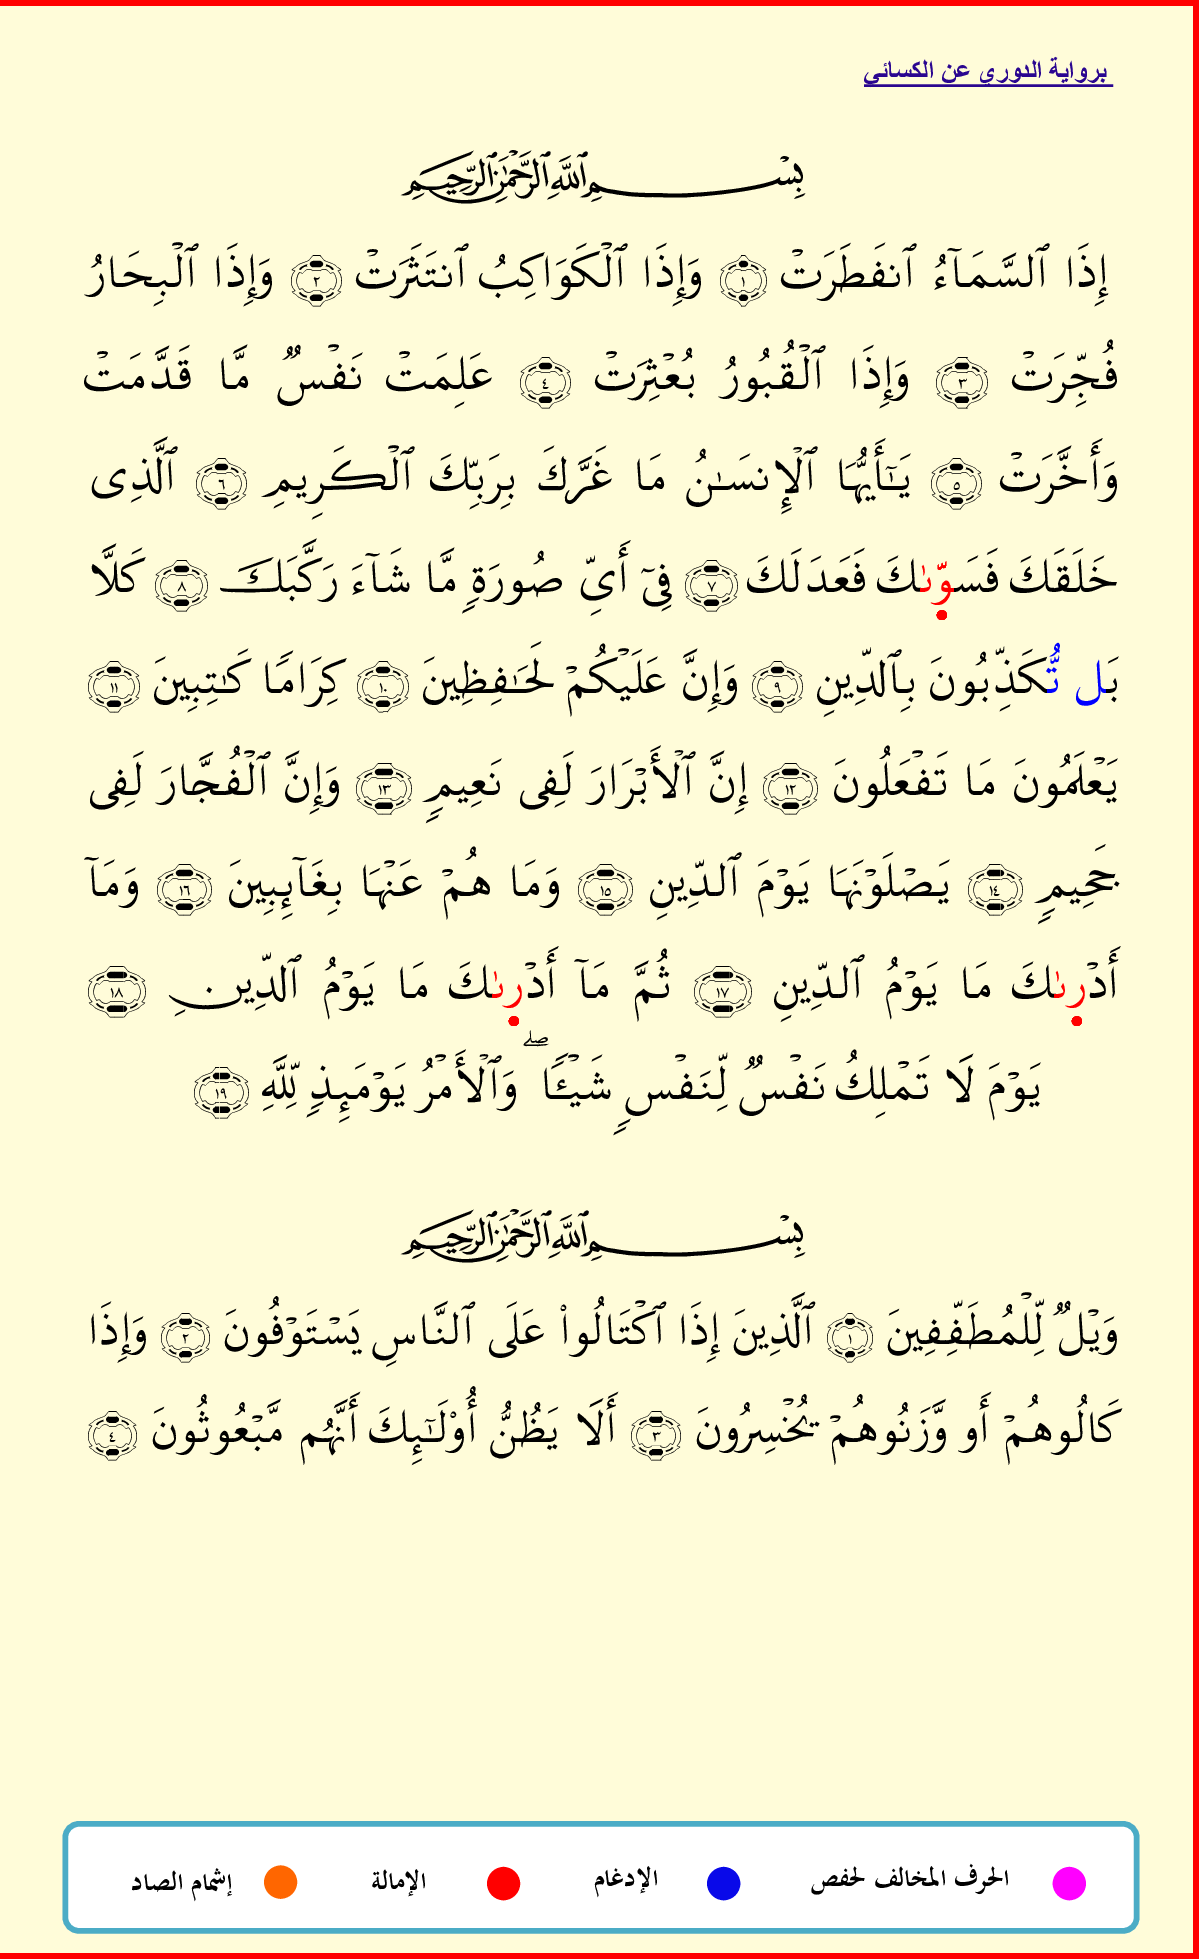 برواية الدوري عن الكسائي
بِسْمِ ٱللَّهِ ٱلرَّحْمَٰنِ ٱلرَّحِيمِ
إِذَا ٱلسَّمَآءُ ٱنفَطَرَتْ ١ وَإِذَا ٱلْكَوَاكِبُ ٱنتَثَرَتْ ٢ وَإِذَا ٱلْبِحَارُ
فُجِّرَتْ ٣ وَإِذَا ٱلْقُبُورُ بُعْثِرَتْ ٤ عَلِمَتْ نَفْسٌ مَّا قَدَّمَتْ
وَأَخَّرَتْ ٥ يَٰٓأَيُّهَا ٱلْإِنسَٰنُ مَا غَرَّكَ بِرَبِّكَ ٱلْكَرِيمِ ٦ ٱلَّذِى
خَلَقَكَ فَسَوّىٰكَ فَعَدَلَكَ ٧ فِىٓ أَىِّ صُورَةٍ مَّا شَآءَ رَكَّبَكَ ٨ كَلَّا
بَل تُّكَذِّبُونَ بِٱلدِّينِ ٩ وَإِنَّ عَلَيْكُمْ لَحَٰفِظِينَ ١٠ كِرَامًا كَٰتِبِينَ ١١
يَعْلَمُونَ مَا تَفْعَلُونَ ١٢ إِنَّ ٱلْأَبْرَارَ لَفِى نَعِيمٍ ١٣ وَإِنَّ ٱلْفُجَّارَ لَفِى
جَحِيمٍ ١٤ يَصْلَوْنَهَا يَوْمَ ٱلدِّينِ ١٥ وَمَا هُمْ عَنْهَا بِغَآئِبِينَ ١٦ وَمَآ
أَدْرىٰكَ مَا يَوْمُ ٱلدِّينِ ١٧ ثُمَّ مَآ أَدْرىٰكَ مَا يَوْمُ ٱلدِّينِ ١٨
يَوْمَ لَا تَمْلِكُ نَفْسٌ لِّنَفْسٍ شَيْـًٔا ۖ وَٱلْأَمْرُ يَوْمَئِذٍ لِّلَّهِ ١٩
بِسْمِ ٱللَّهِ ٱلرَّحْمَٰنِ ٱلرَّحِيمِ
وَيْلٌ لِّلْمُطَفِّفِينَ ١ ٱلَّذِينَ إِذَا ٱكْتَالُوا۟ عَلَى ٱلنَّاسِ يَسْتَوْفُونَ ٢ وَإِذَا
كَالُوهُمْ أَو وَّزَنُوهُمْ يُخْسِرُونَ ٣ أَلَا يَظُنُّ أُو۟لَٰٓئِكَ أَنَّهُم مَّبْعُوثُونَ ٤
الحرف المخالف لحفص الإدغام الإمالة إشمام الصاد